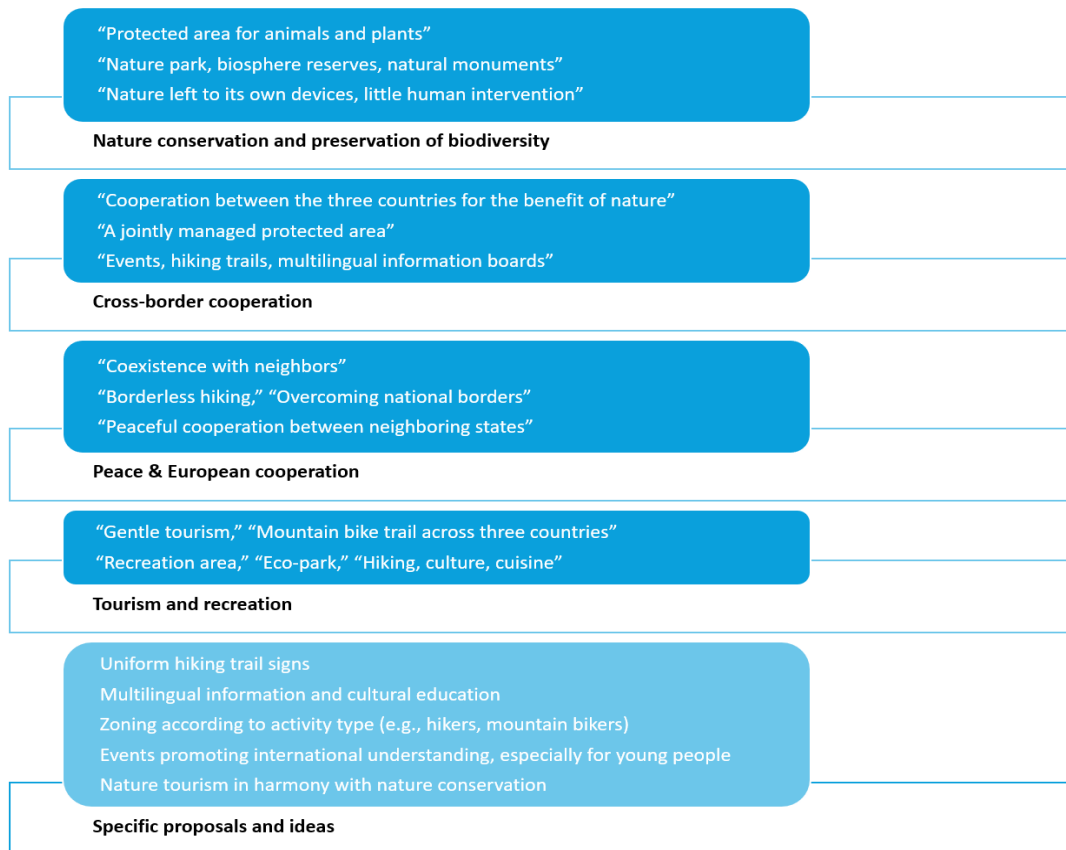 “Protected area for animals and plants”
“Nature park, biosphere reserves, natural monuments”
“Nature left to its own devices, little human intervention”
Nature conservation and preservation of biodiversity
“Cooperation between the three countries for the benefit of nature”
“A jointly managed protected area”
“Events, hiking trails, multilingual information boards”
Cross-border cooperation
“Coexistence with neighbors”
“Borderless hiking,” “Overcoming national borders”
“Peaceful cooperation between neighboring states”
Peace & European cooperation
“Gentle tourism,” “Mountain bike trail across three countries”
“Recreation area,” “Eco-park,” “Hiking, culture, cuisine”
Tourism and recreation
Uniform hiking trail signs
Multilingual information and cultural education
Zoning according to activity type (e.g., hikers, mountain bikers)
Events promoting international understanding, especially for young people
Nature tourism in harmony with nature conservation
Specific proposals and ideas